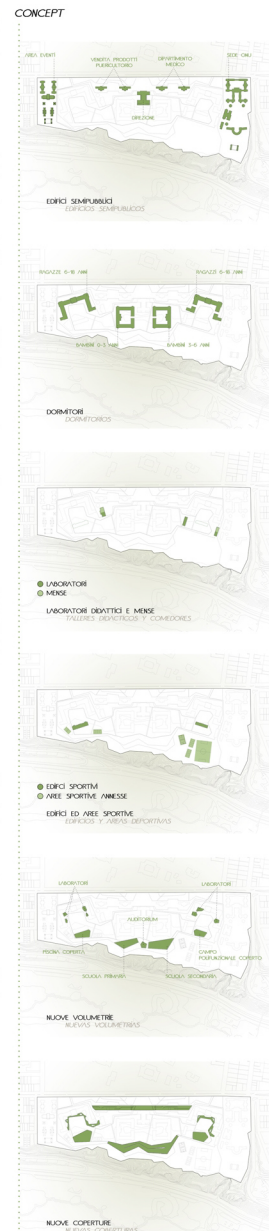 CONCEPT
AREA EVENTI
VENDITA PRODOTTI
PUERICULTORIO
DIPARTIMENTO
MEDICO
SEDE ONU
DIREZIONE
EDIFICI SEMIPUBBLICI
EDIFICIOS SEMIPUBLICOS
RAGAZZI 6-18 ANNI
RAGAZZI 6-18 ANNI
BAMBINI 0-3 ANNI
BAMBINI 3-6 ANNI
DORMITORI
DORMITORIOS
LABORATORI
MENSE
LABORATORI DIDATTICI E MENSE
TALLERES DIDACTICOS Y COMEDORES
EDIFCI SPORTIVI
AREE SPORTIVE ANNESSE
EDIFICI ED AREE SPORTIVE
EDIFICIOS Y AREAS DEPORTIVAS
LABORATORI
LABORATORI
AUDITORIUM
PISCINA COPERTA
CAMPO
POLIFUNZIONALE COPERTO
SCUOLA PRIMARIA
SCUOLA SECONDARIA
NUOVE VOLUMETRIE
NUEVAS VOLUMETRIAS
NUOVE COPERTURE
NUEVAS COBERTURAS